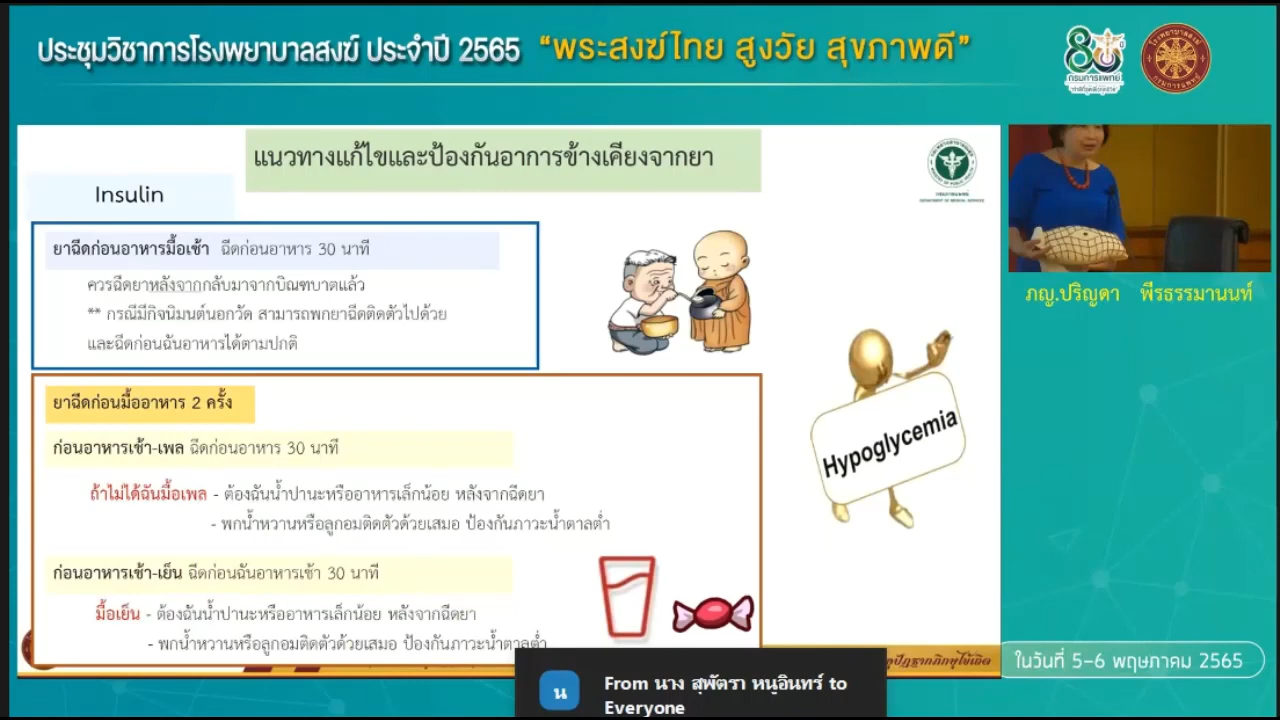 ประชุมวิชาการโรงพยาบาลสงฆ์ ประจำปี 2565 “พระสงฆ์ไทย สูงวัย สุขภาพดี”
กรมการแพทย์
แนวทางแก้ไขและป้องกันอาการข้างเคียงจากยา
Insulin
ยาฉีดก่อนอาหารมื้อเช้า ฉีดก่อนอาหาร 30 นาที
ควรฉีดยาหลังจากกลับมาจากบิณฑบาตแล้ว
** กรณีมีกิจนิมนต์นอกวัด สามารถพกยาฉีดติดตัวไปด้วย
และฉีดก่อนฉันอาหารได้ตามปกติ
ภญ.ปริญดา พีรธรรมานนท์
ยาฉีดก่อนมื้ออาหาร 2 ครั้ง
ก่อนอาหารเช้า-เพล ฉีดก่อนอาหาร 30 นาที
ถ้าไม่ได้ฉันมื้อเพล - ต้องฉันน้ำปานะหรืออาหารเล็กน้อย หลังจากฉีดยา
- พกน้ำหวานหรือลูกอมติดตัวด้วยเสมอ ป้องกันภาวะน้ำตาลต่ำ
Hypoglycemia
ก่อนอาหารเช้า-เย็น ฉีดก่อนฉันอาหารเช้า 30 นาที
มื้อเย็น - ต้องฉันน้ำปานะหรืออาหารเล็กน้อย หลังจากฉีดยา
- พกน้ำหวานหรือลูกอมติดตัวด้วยเสมอ ป้องกันภาวะน้ำตาลต่ำ
ในวันที่ 5-6 พฤษภาคม 2565
น
From นาง สุพัตรา หนูอินทร์ to
Everyone